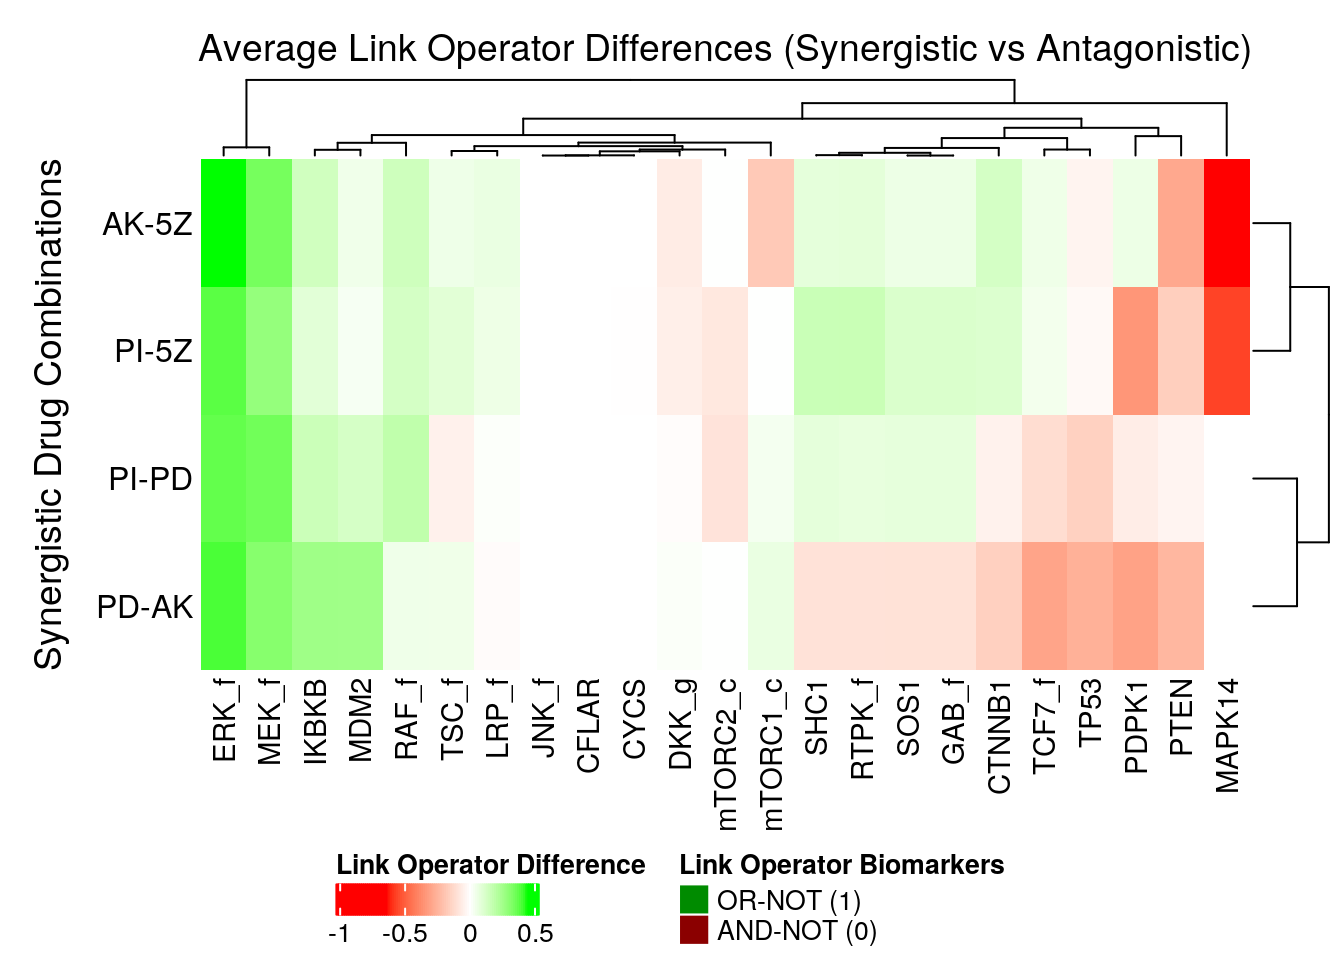 Average Link Operator Differences (Synergistic vs Antagonistic)
Synergistic Drug Combinations
AK-5Z
PI-5Z
PI-PD
PD-AK
ERK_f
MEK_f
IKBKB
MDM2
RAF_f
TSC_f
LRP_f
JNK_f
CFLAR
CYCS
DKK_g
mTORC2_c
mTORC1_c
SHC1
RTPK_f
SOS1
GAB_f
CTNNB1
TCF7_f
TP53
PDPK1
PTEN
MAPK14
Link Operator Difference
-1 -0.5 0 0.5
Link Operator Biomarkers
OR-NOT (1)
AND-NOT (0)